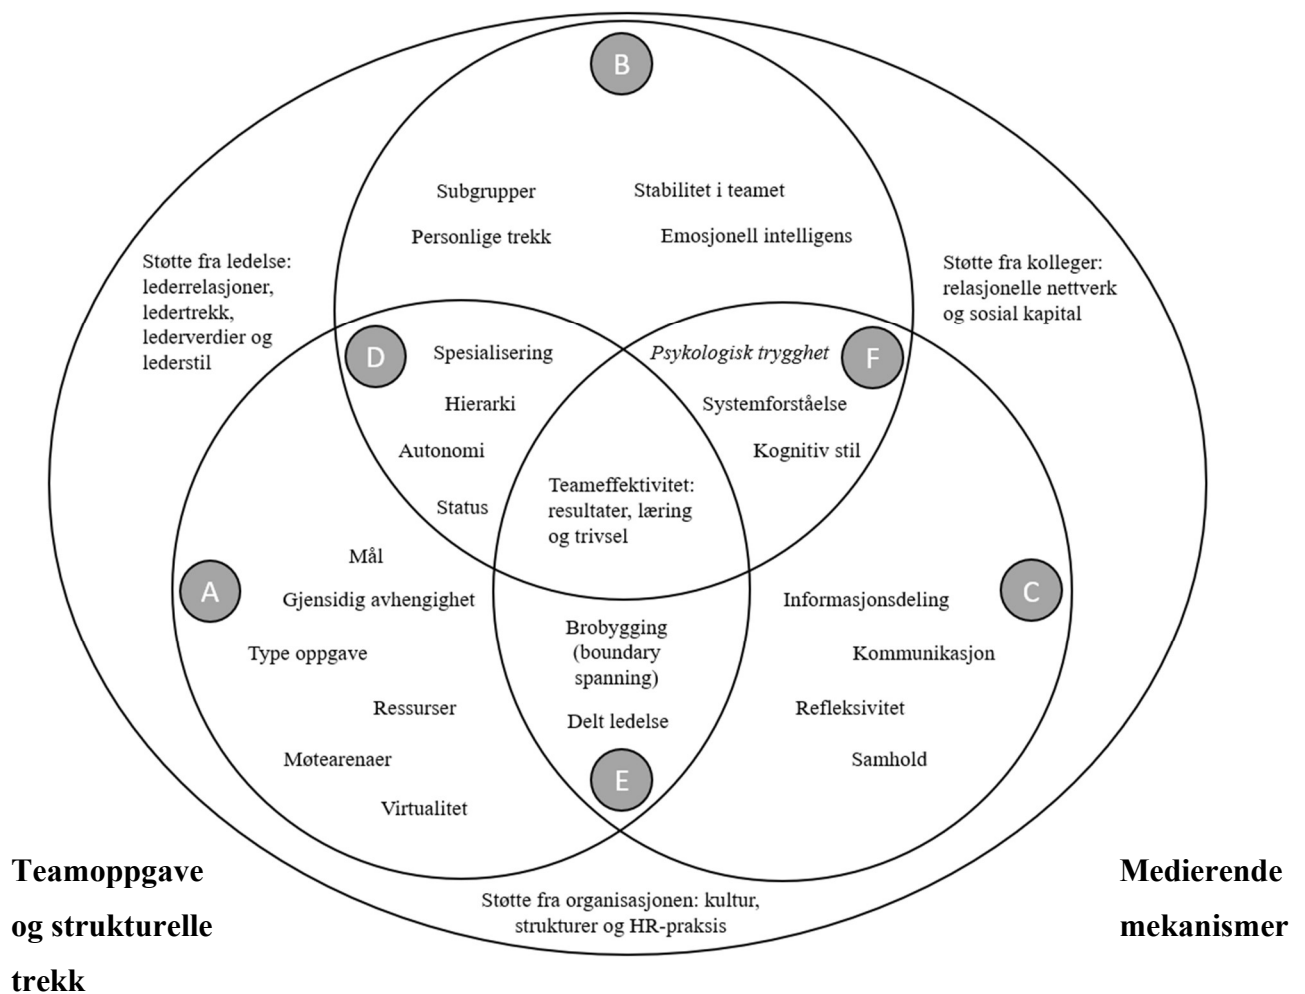 B
Subgrupper
Stabilitet i teamet
Personlige trekk
Emosjonell intelligens
Støtte fra ledelse:
lederrelasjoner,
ledertrekk,
lederverdier og
lederstil
Støtte fra kolleger:
relasjonelle nettverk
og sosial kapital
D
Spesialisering
Hierarki
Autonomi
Status
Psykologisk trygghet
F
Systemforståelse
Kognitiv stil
Teameffektivitet:
resultater, læring
og trivsel
A
Mål
Gjensidig avhengighet
Type oppgave
Ressurser
Møtearenaer
Virtualitet
Brobygging
(boundary
spanning)
Delt ledelse
E
C
Informasjonsdeling
Kommunikasjon
Refleksivitet
Samhold
Støtte fra organisasjonen: kultur,
strukturer og HR-praksis
Teamoppgave
og strukturelle
trekk
Medierende
mekanismer